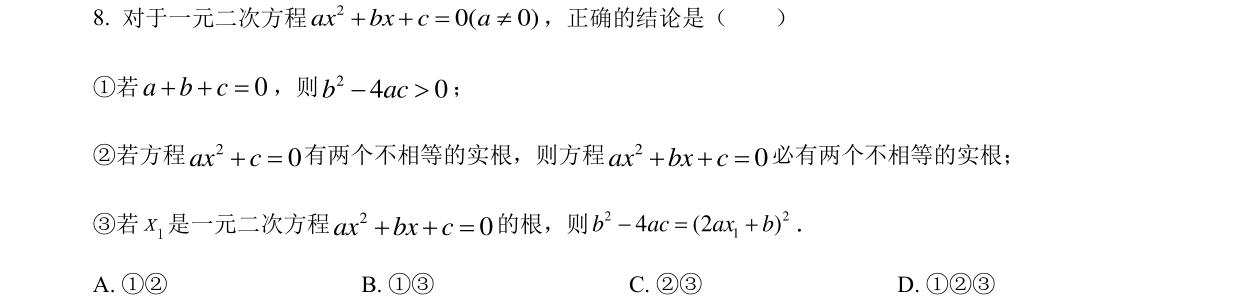 8. 对于一元二次方程ax²+bx+c=0(a≠0)，正确的结论是（　　）
①若a+b+c=0，则b²−4ac>0；
②若方程ax²+c=0有两个不相等的实根，则方程ax²+bx+c=0必有两个不相等的实根；
③若x₁是一元二次方程ax²+bx+c=0的根，则b²−4ac=(2ax₁+b)²．
A. ①② B. ①③ C. ②③ D. ①②③